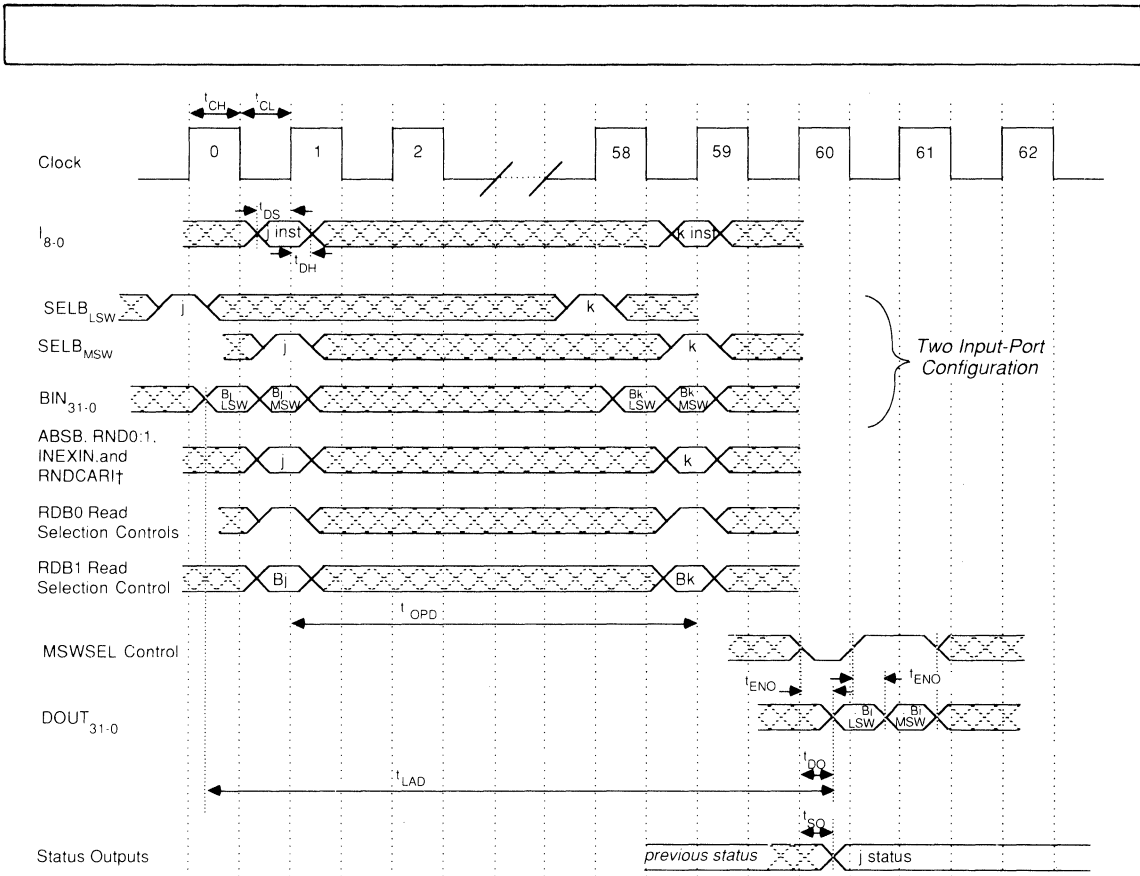 tCH tCL
Clock 0 1 2 58 59 60 61 62
tDS
I8-0 j inst k inst
tDH
SELBLSW j k
SELBMSW j k
Two Input-Port
Configuration
BIN31-0 Bj LSW Bj MSW Bk LSW Bk MSW
ABSB, RND0:1,
INEXIN.and
RNDCARI† j k
RDB0 Read
Selection Controls
RDB1 Read
Selection Control Bj Bk
tOPD
MSWSEL Control
tENO tENO
DOUT31-0 Bj LSW Bj MSW
tDO
tLAD
tSO
Status Outputs previous status j status